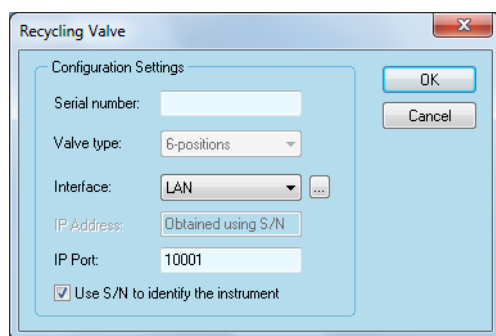 Recycling Valve
Configuration Settings
OK
Serial number:
Cancel
Valve type: 6-positions
Interface: LAN ...
IP Address: Obtained using S/N
IP Port: 10001
Use S/N to identify the instrument